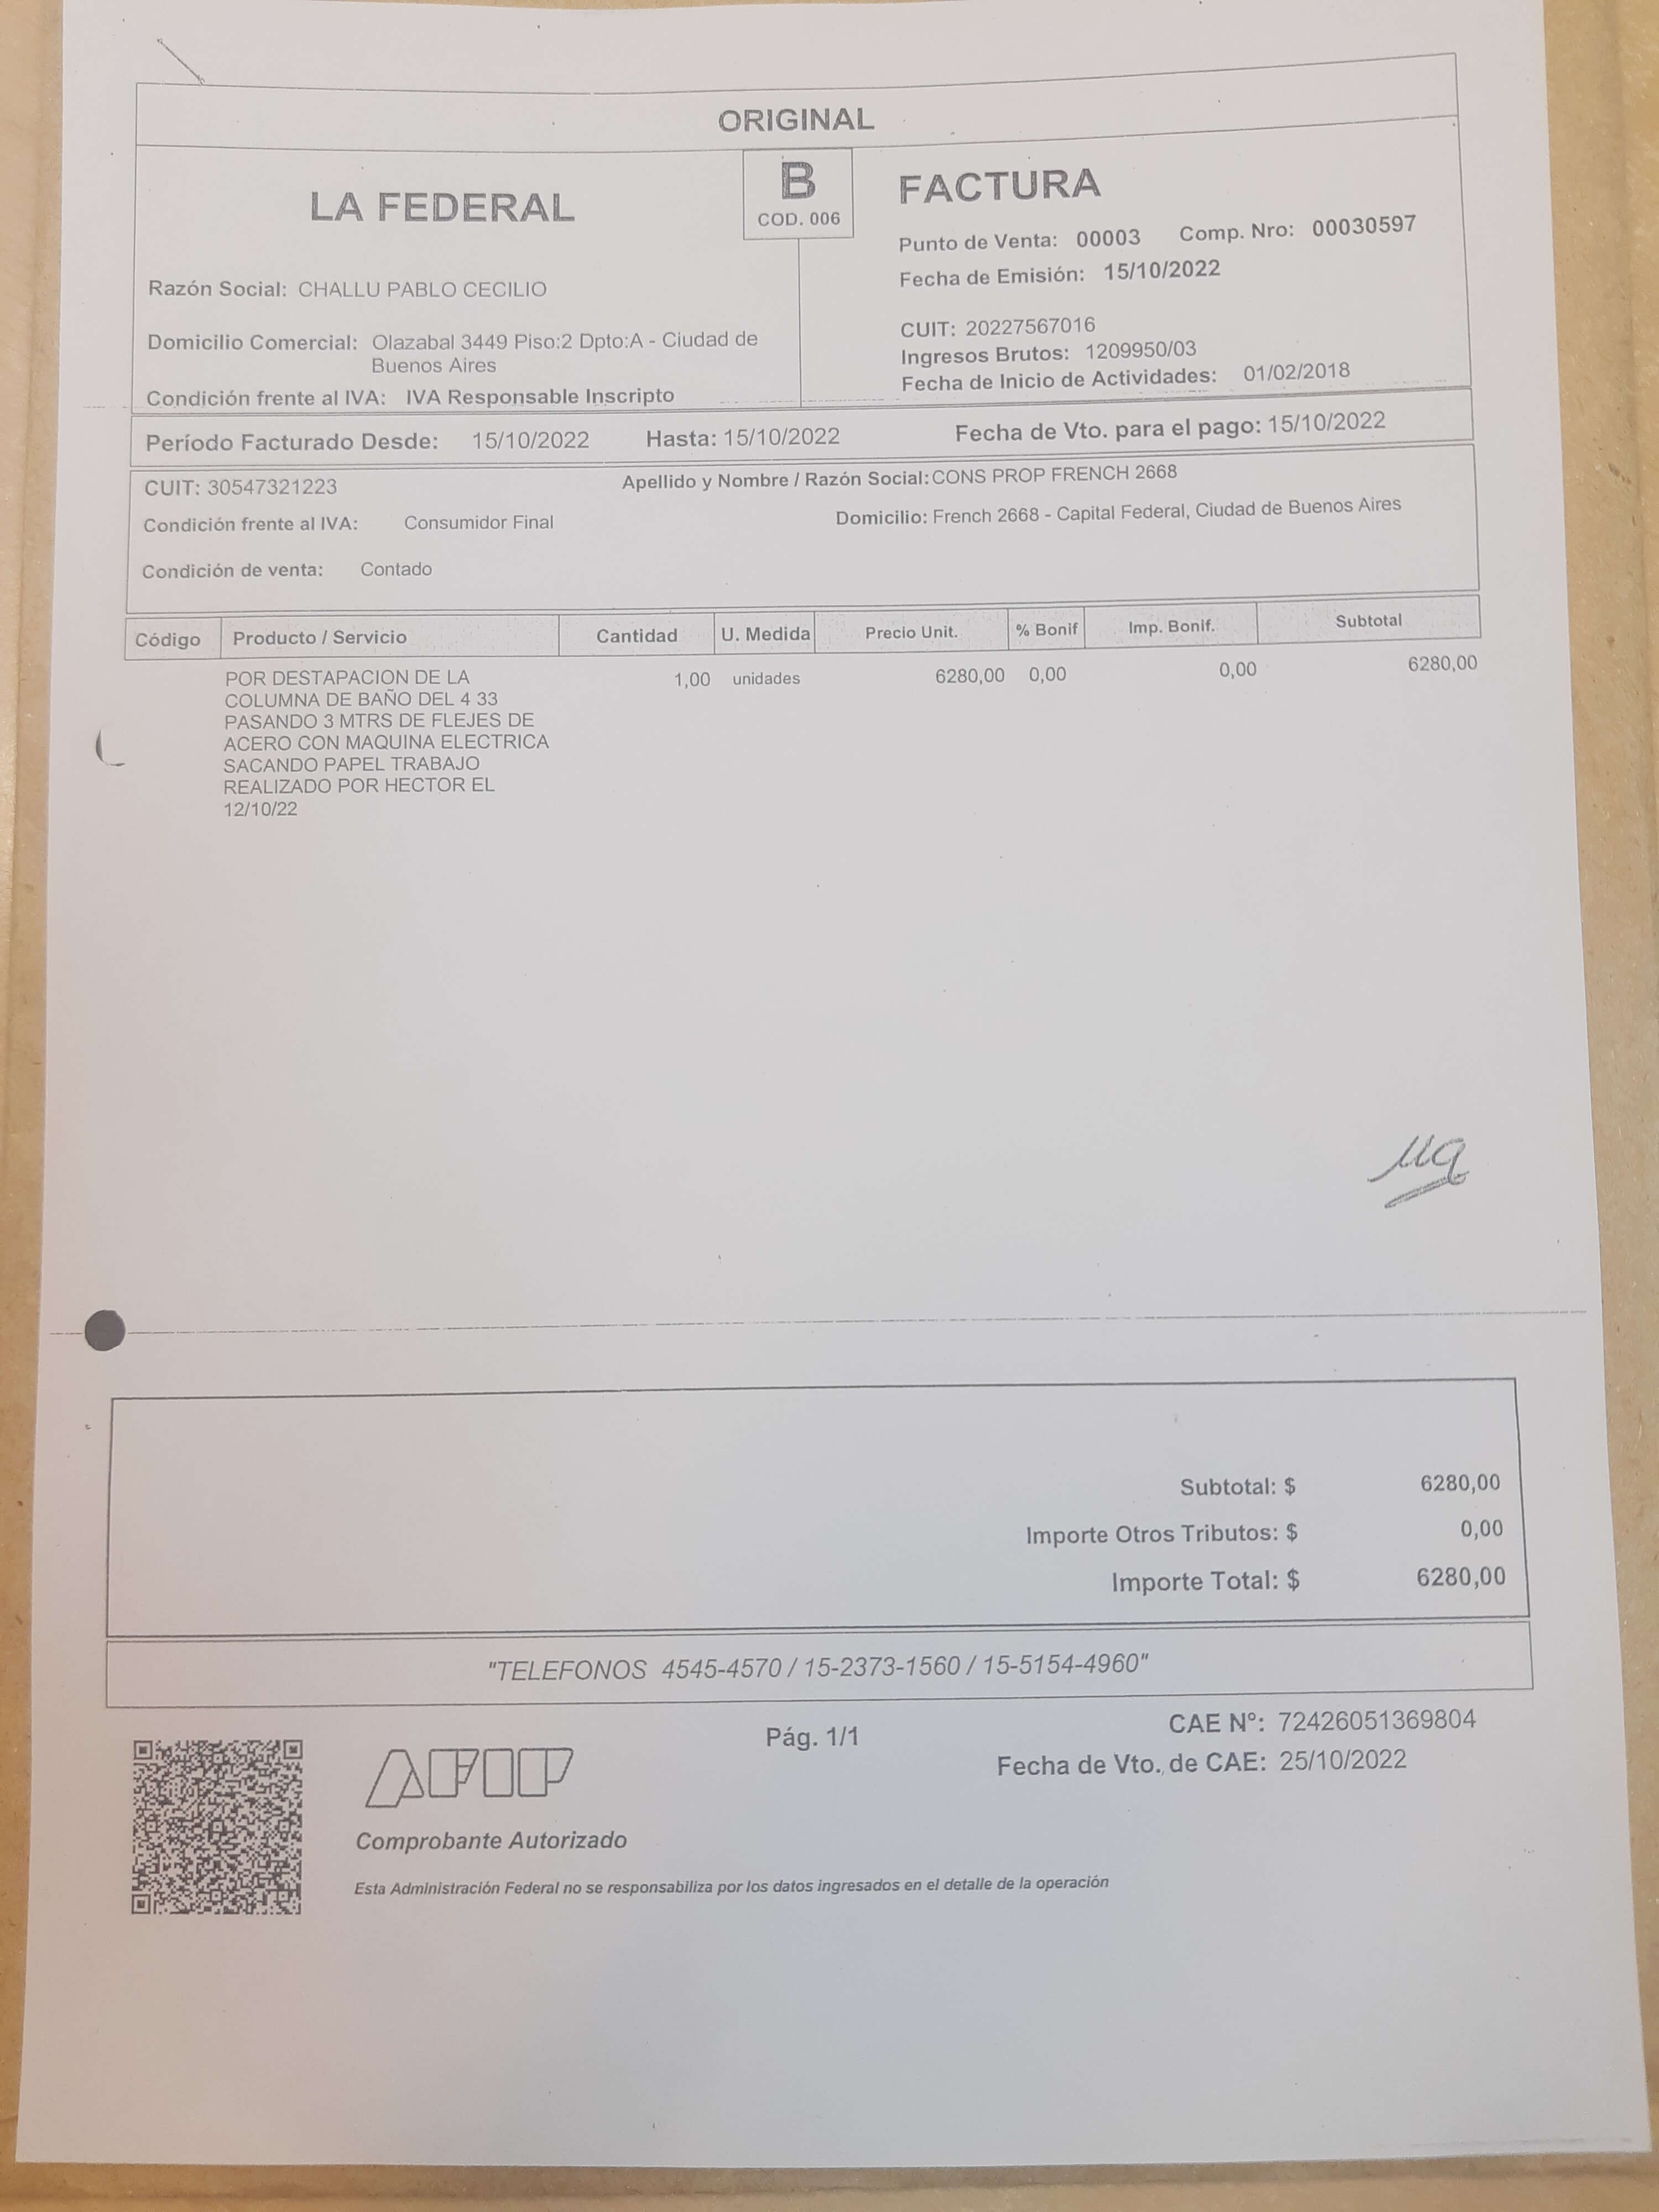 ORIGINAL
LA FEDERAL
B
COD. 006
FACTURA
Punto de Venta: 00003 Comp. Nro: 00030597
Fecha de Emisión: 15/10/2022
Razón Social: CHALLU PABLO CECILIO
Domicilio Comercial: Olazabal 3449 Piso:2 Dpto:A - Ciudad de
Buenos Aires
Condición frente al IVA: IVA Responsable Inscripto
CUIT: 20227567016
Ingresos Brutos: 1209950/03
Fecha de Inicio de Actividades: 01/02/2018
Período Facturado Desde: 15/10/2022 Hasta: 15/10/2022 Fecha de Vto. para el pago: 15/10/2022
CUIT: 30547321223 Apellido y Nombre / Razón Social: CONS PROP FRENCH 2668
Condición frente al IVA: Consumidor Final Domicilio: French 2668 - Capital Federal, Ciudad de Buenos Aires
Condición de venta: Contado
Código Producto / Servicio Cantidad U. Medida Precio Unit. % Bonif Imp. Bonif. Subtotal
POR DESTAPACION DE LA 1,00 unidades 6280,00 0,00 0,00 6280,00
COLUMNA DE BAÑO DEL 4 33
PASANDO 3 MTRS DE FLEJES DE
ACERO CON MAQUINA ELECTRICA
SACANDO PAPEL TRABAJO
REALIZADO POR HECTOR EL
12/10/22
Subtotal: $ 6280,00
Importe Otros Tributos: $ 0,00
Importe Total: $ 6280,00
"TELEFONOS 4545-4570 / 15-2373-1560 / 15-5154-4960"
Pág. 1/1
CAE N°: 72426051369804
Fecha de Vto. de CAE: 25/10/2022
AFIP
Comprobante Autorizado
Esta Administración Federal no se responsabiliza por los datos ingresados en el detalle de la operación